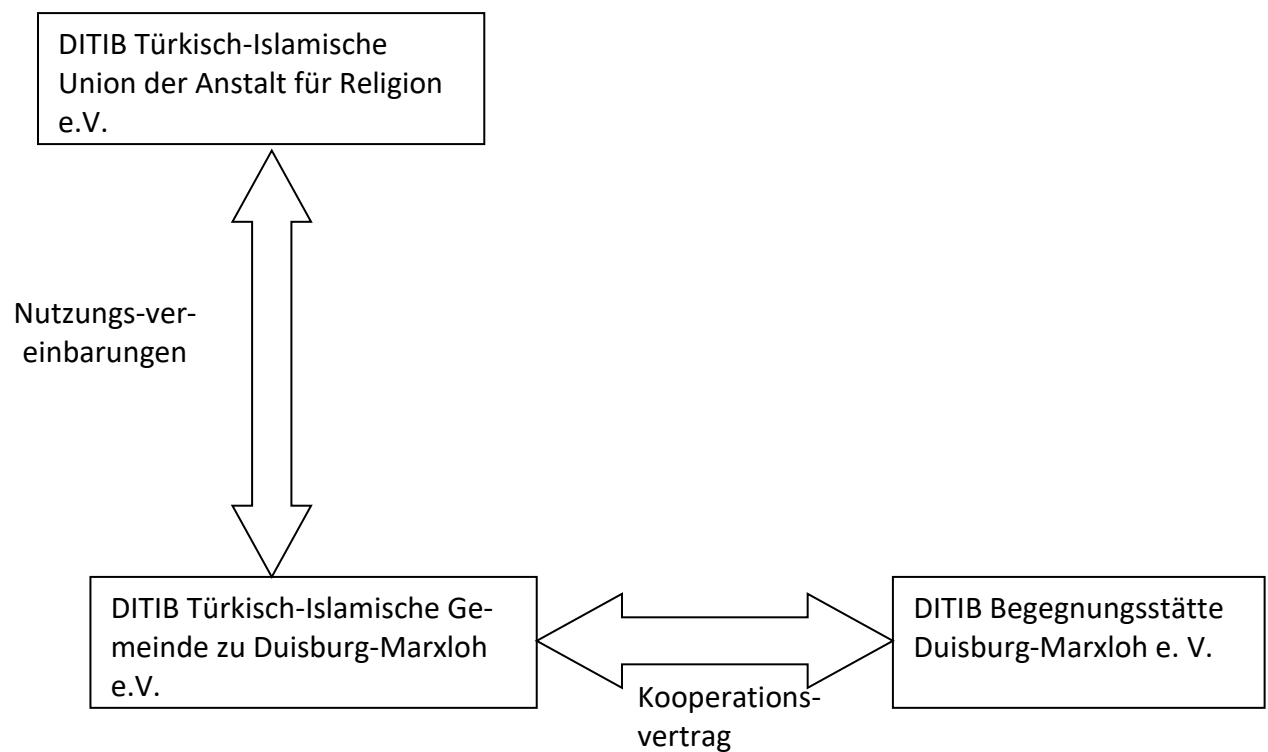 DITIB Türkisch-Islamische
Union der Anstalt für Religion
e.V.
Nutzungs-ver-
einbarungen
DITIB Türkisch-Islamische Ge-
meinde zu Duisburg-Marxloh
e.V.
Kooperations-
vertrag
DITIB Begegnungsstätte
Duisburg-Marxloh e. V.